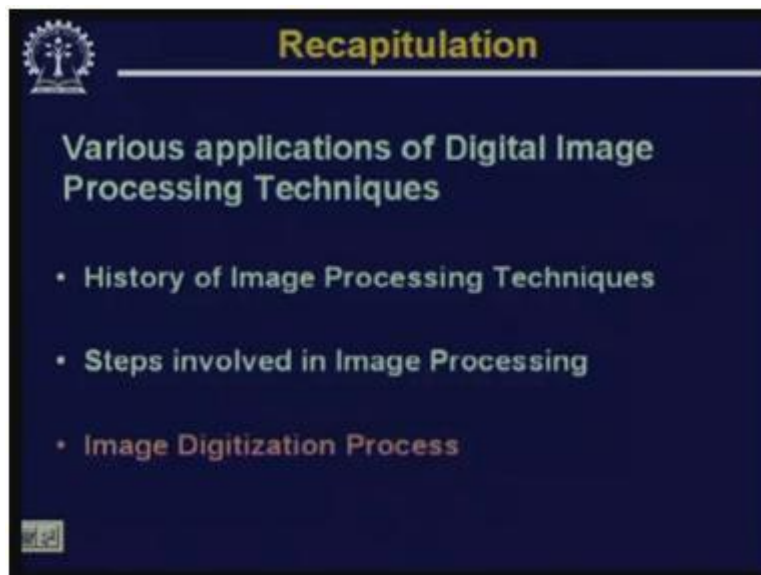 Recapitulation
Various applications of Digital Image
Processing Techniques
• History of Image Processing Techniques
• Steps involved in Image Processing
• Image Digitization Process